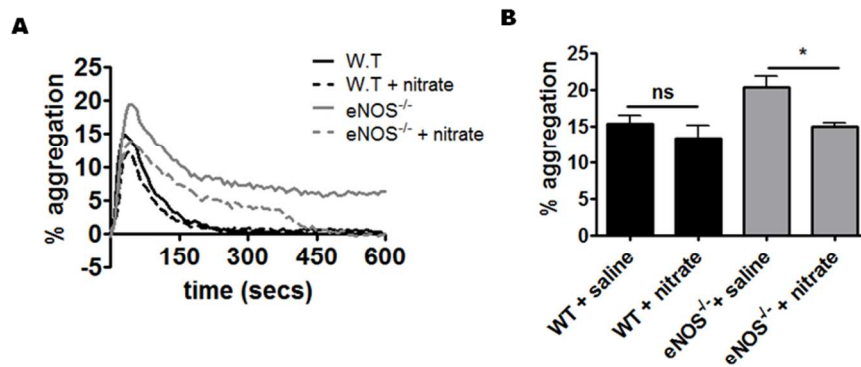 A
% aggregation
25
20
15
10
5
0
-5
150
300
450
600
time (secs)
W.T
W.T + nitrate
eNOS-/-
eNOS-/- + nitrate
B
% aggregation
25
20
15
10
5
0
ns
*
WT + saline
WT + nitrate
eNOS-/-+ saline
eNOS-/- + nitrate